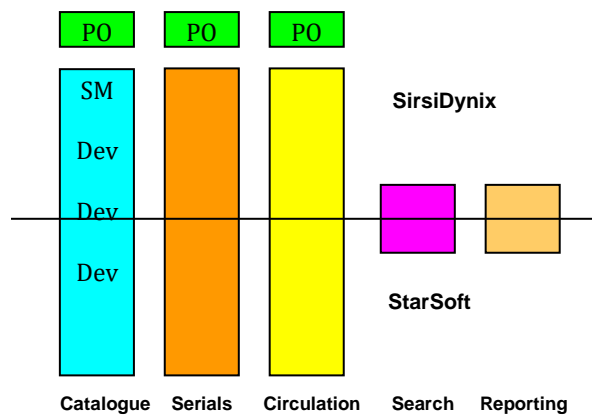 PO PO PO
SM
SirsiDynix
Dev
Dev
Dev
StarSoft
Catalogue Serials Circulation Search Reporting